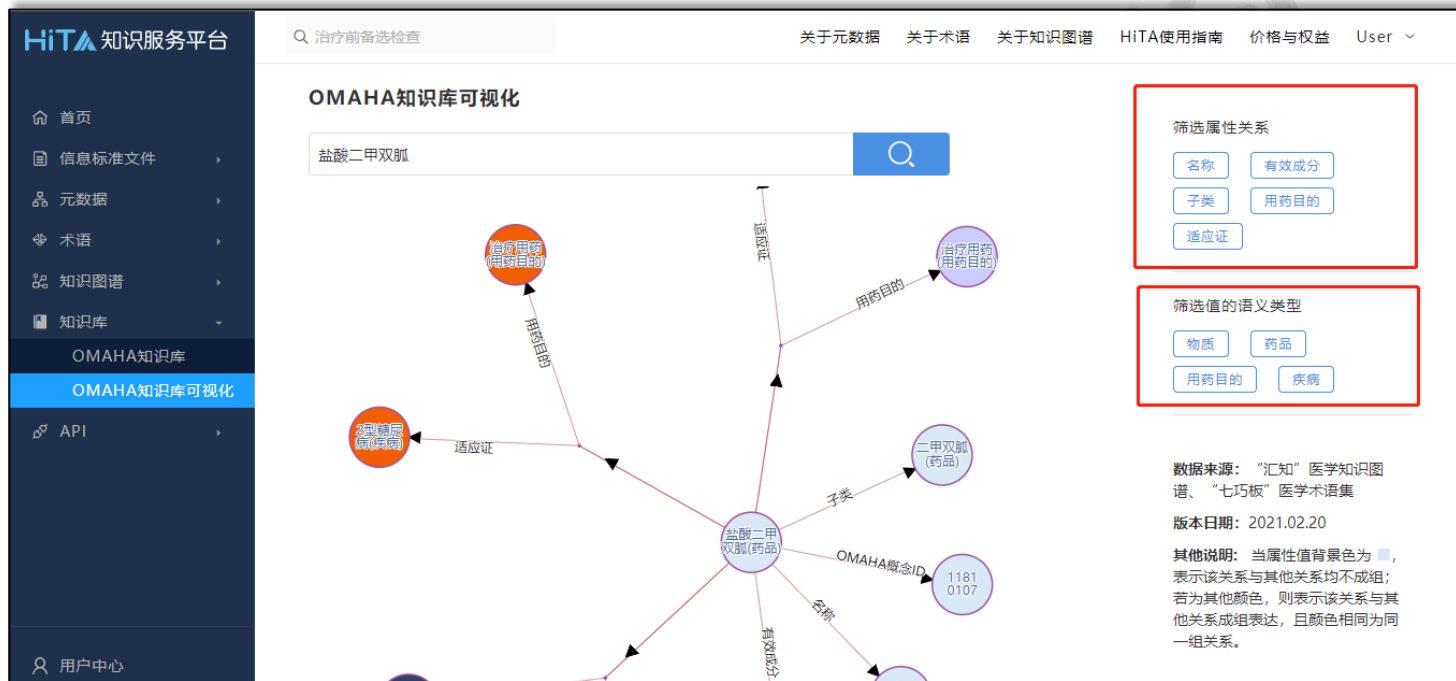 HiTA 知识服务平台
治疗前备选检查
关于元数据 关于术语 关于知识图谱 HiTA使用指南 价格与权益 User
首页
信息标准文件
元数据
术语
知识图谱
知识库
OMAHA知识库
OMAHA知识库可视化
API
用户中心
OMAHA知识库可视化
盐酸二甲双胍
适应证
治疗用药
(用药目的)
治疗用药
(用药目的)
用药目的
用药目的
2型糖尿
病(疾病)
适应证
二甲双胍
(药品)
子类
盐酸二甲
双胍(药品)
OMAHA概念ID
1181
0107
名称
有效成分
筛选属性关系
名称 有效成分
子类 用药目的
适应证
筛选值的语义类型
物质 药品
用药目的 疾病
数据来源： “汇知”医学知识图
谱、“七巧板”医学术语集
版本日期：2021.02.20
其他说明： 当属性值背景色为 ，
表示该关系与其他关系均不成组；
若为其他颜色，则表示该关系与其
他关系成组表达，且颜色相同为同
一组关系。